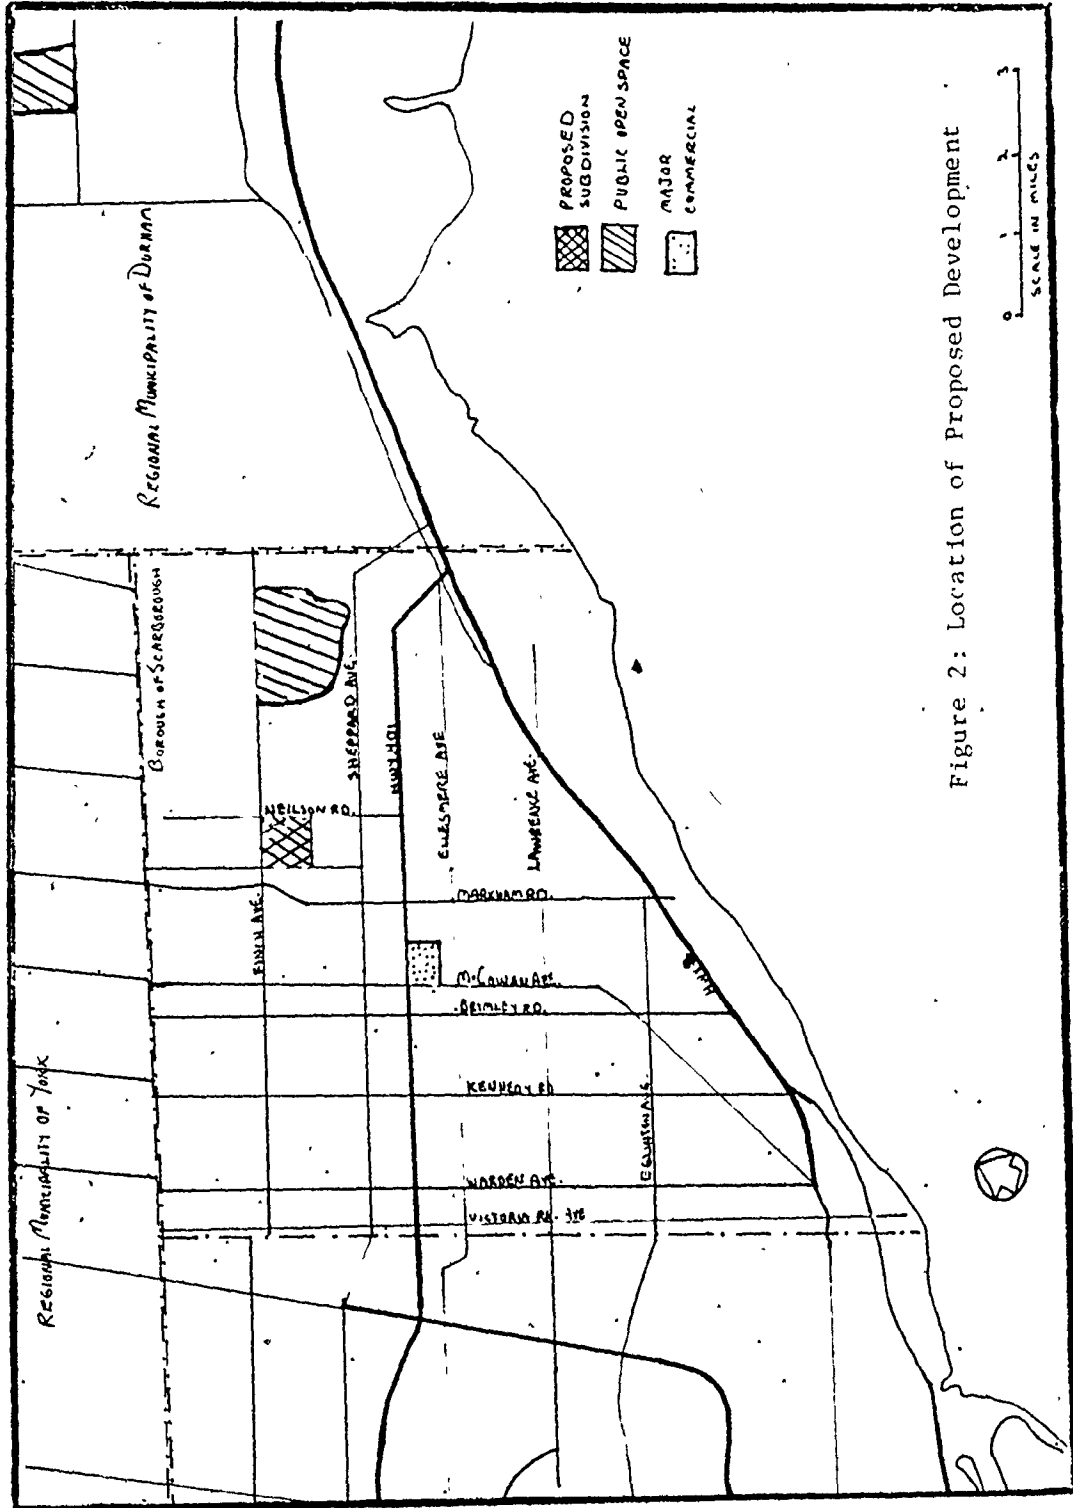 REGIONAL MUNICIPALITY OF YORK
REGIONAL MUNICIPALITY OF DURHAM
BOROUGH OF SCARBOROUGH
FINCH AVE.
NEILSON RD.
SHEPPARD AVE.
HWY 401
ELLESMERE AVE
LAWRENCE AVE.
EGLINTON AVE.
MARKHAM RD.
McCOWAN AVE.
BRIMLEY RD.
KENNEDY RD
WARDEN AVE.
VICTORIA PK. AVE
PROPOSED
SUBDIVISION
PUBLIC OPEN SPACE
MAJOR
COMMERCIAL
0 1 2 3
SCALE IN MILES
Figure 2: Location of Proposed Development